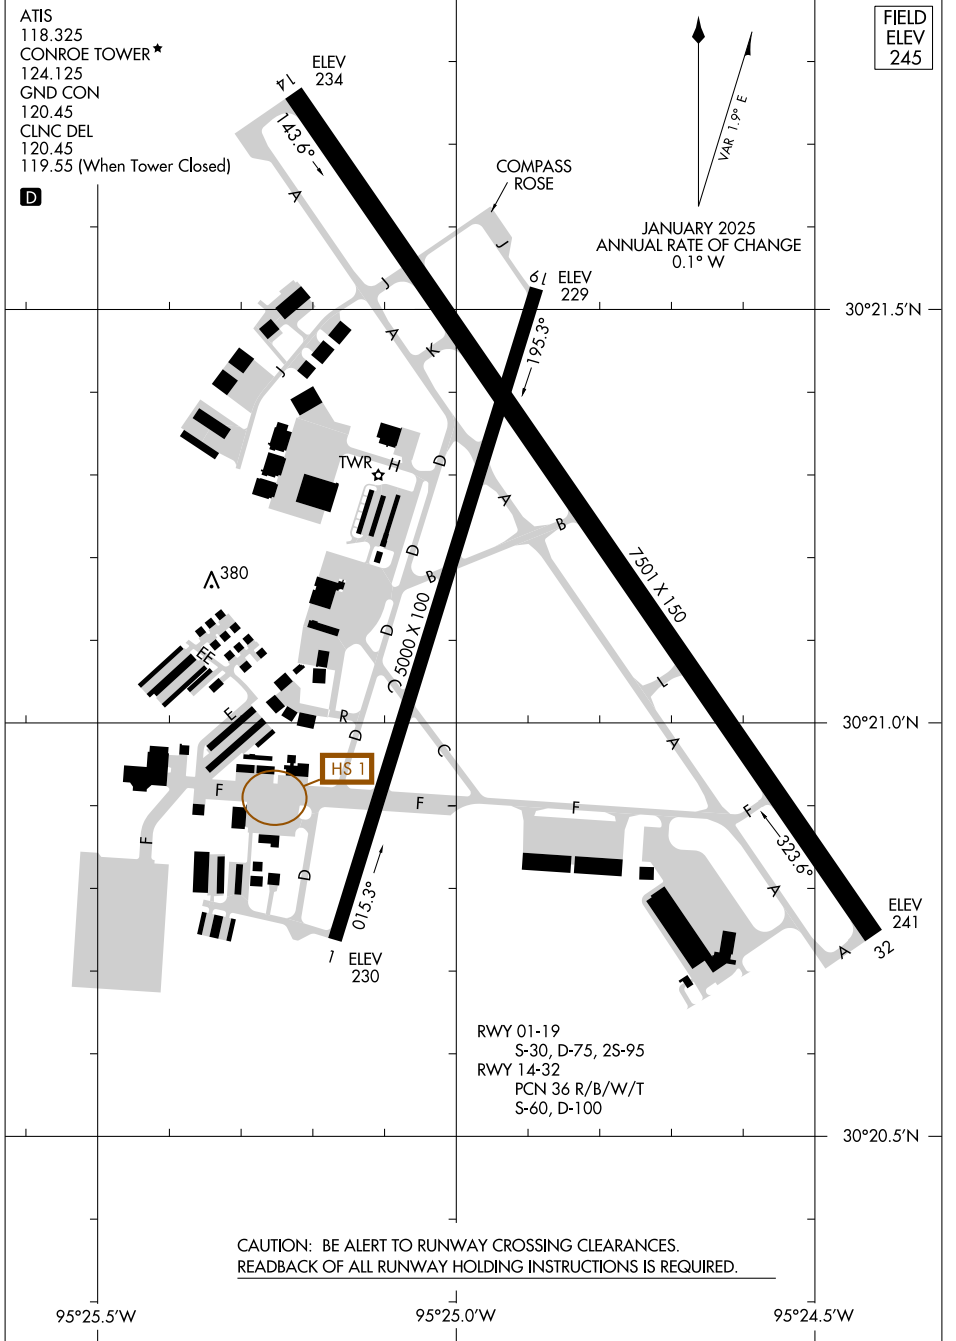 ATIS
118.325
CONROE TOWER★
124.125
GND CON
120.45
CLNC DEL
120.45
119.55 (When Tower Closed)
D
FIELD
ELEV
245
ELEV
234
14
143.6°
VAR 1.9° E
JANUARY 2025
ANNUAL RATE OF CHANGE
0.1° W
COMPASS
ROSE
A
J
J
19
ELEV
229
195.3°
30°21.5'N
A
K
J
TWR
H
D
A
B
D
B
7501 X 150
380
D
5000 X 100
EE
E
C
L
R
D
30°21.0'N
A
C
HS 1
F
F
F
F
F
323.6°
D
A
015.3°
1
ELEV
230
ELEV
241
32
A
RWY 01-19
S-30, D-75, 2S-95
RWY 14-32
PCN 36 R/B/W/T
S-60, D-100
30°20.5'N
CAUTION: BE ALERT TO RUNWAY CROSSING CLEARANCES.
READBACK OF ALL RUNWAY HOLDING INSTRUCTIONS IS REQUIRED.
95°25.5'W
95°25.0'W
95°24.5'W